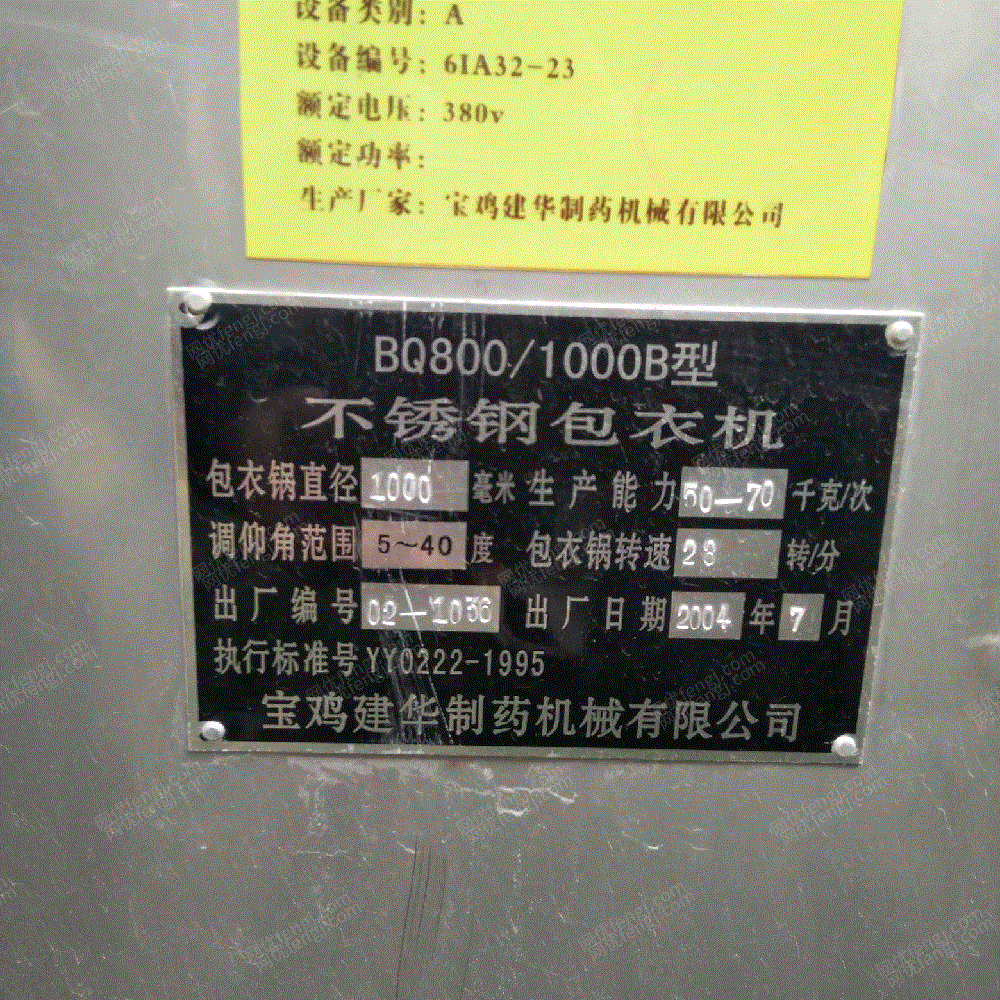 设备类别：A
设备编号：6IA32-23
额定电压：380v
额定功率：
生产厂家：宝鸡建华制药机械有限公司
BQ800/1000B型
不锈钢包衣机
包衣锅直径 1000 毫米 生产能力 50—70 千克/次
调仰角范围 5～40 度 包衣锅转速 28 转/分
出厂编号 02—1036 出厂日期 2004 年 7 月
执行标准号 YY0222-1995
宝鸡建华制药机械有限公司